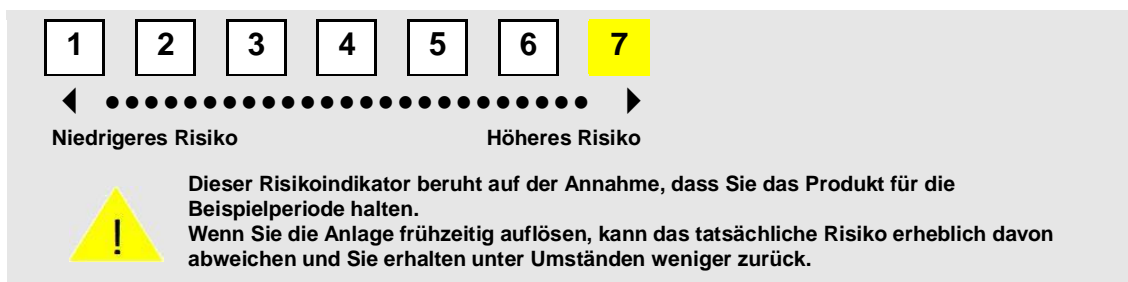 1 2 3 4 5 6 7
Niedrigeres Risiko Höheres Risiko
Dieser Risikoindikator beruht auf der Annahme, dass Sie das Produkt für die
Beispielperiode halten.
Wenn Sie die Anlage frühzeitig auflösen, kann das tatsächliche Risiko erheblich davon
abweichen und Sie erhalten unter Umständen weniger zurück.
!